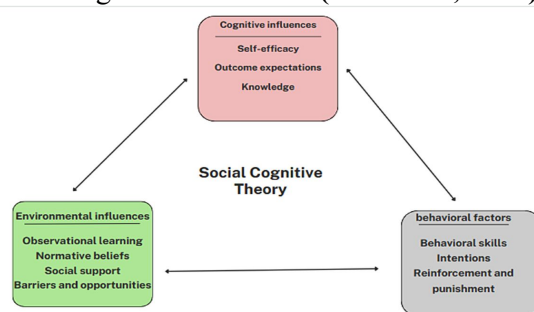 Cognitive influences
Self-efficacy
Outcome expectations
Knowledge
Social Cognitive
Theory
Environmental influences
Observational learning
Normative beliefs
Social support
Barriers and opportunities
behavioral factors
Behavioral skills
Intentions
Reinforcement and
punishment